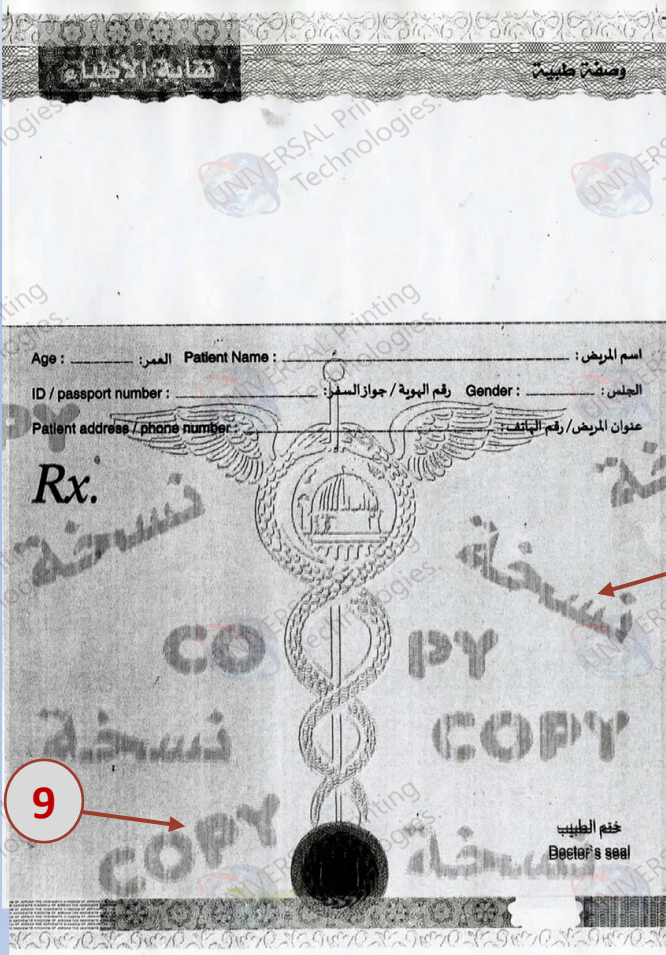 نقابة الأطباء
وصفة طبية
UNIVERSAL Printing Technologies.
UNIVERS
Age : العمر: Patient Name : اسم المريض :
ID / passport number : رقم الهوية / جواز السفر: Gender : الجنس :
Patient address / phone number : عنوان المريض/ رقم الهاتف :
PY
Rx.
نسخة
نسخة
COPY
نسخة
COPY
9
COPY
نسخة
ختم الطبيب
Doctor's seal